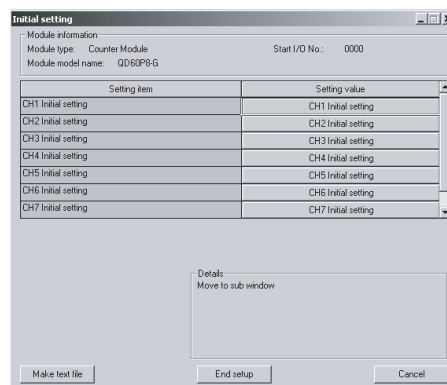 Initial setting
Module information
Module type: Counter Module Start I/O No.: 0000
Module model name: QD60P8-G
Setting item Setting value
CH1 Initial setting CH1 Initial setting
CH2 Initial setting CH2 Initial setting
CH3 Initial setting CH3 Initial setting
CH4 Initial setting CH4 Initial setting
CH5 Initial setting CH5 Initial setting
CH6 Initial setting CH6 Initial setting
CH7 Initial setting CH7 Initial setting
Details
Move to sub window
Make text file End setup Cancel